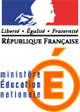 Liberté • Égalité • Fraternité
RÉPUBLIQUE FRANÇAISE
ministère
éducation
nationale
é